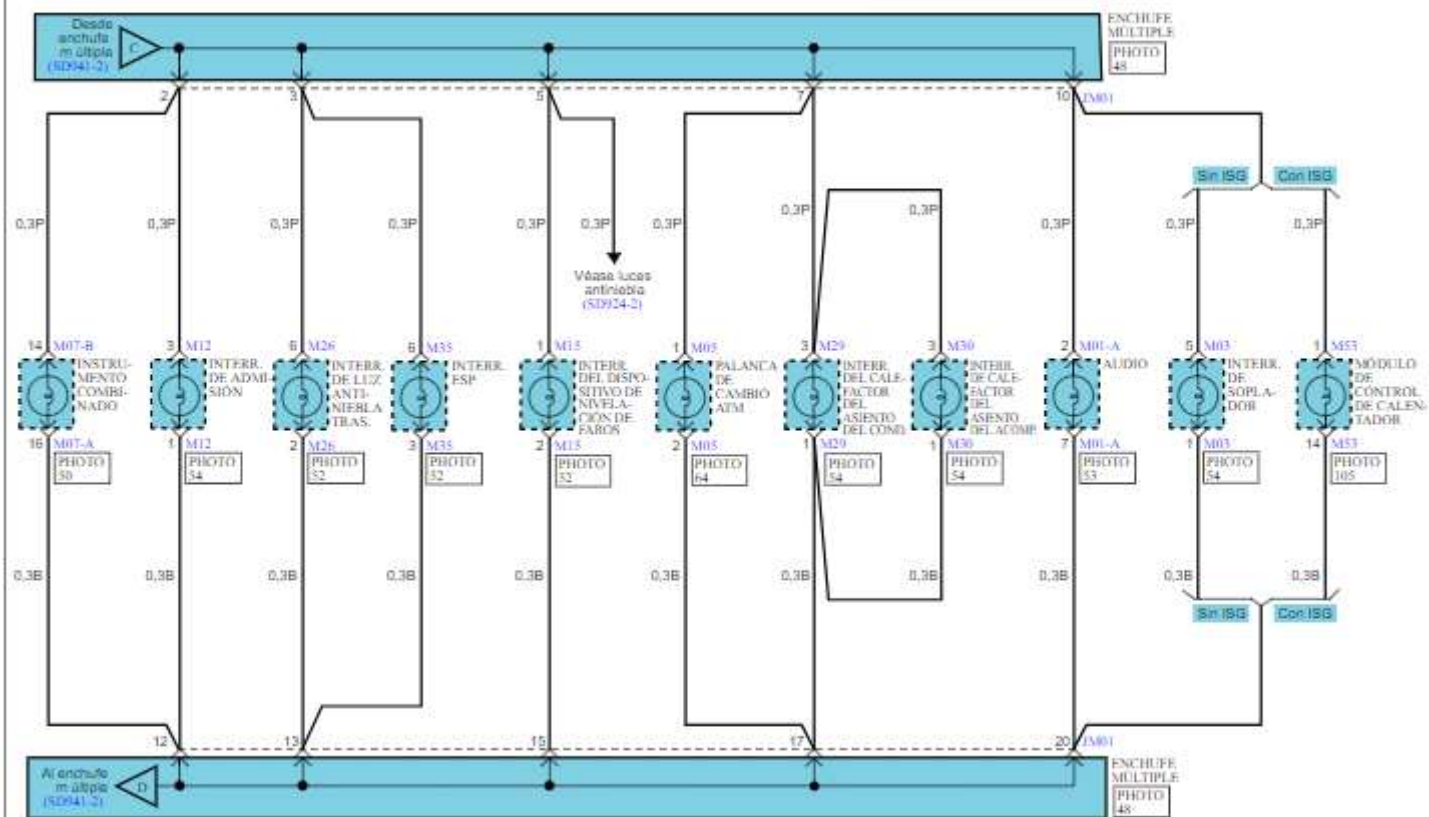 Desde
enchufe
múltiple
(SD941-2)
C
ENCHUFE
MÚLTIPLE
PHOTO
48
2
3
5
7
10
JM01
Sin ISG
Con ISG
0,3P
0,3P
0,3P
0,3P
0,3P
0,3P
0,3P
0,3P
0,3P
0,3P
0,3P
0,3P
Véase luces
antiniebla
(SD924-2)
14 M07-B
INSTRU-
MENTO
COMBI-
NADO
16 M07-A
PHOTO
50
3 M12
INTERR.
DE ADMI-
SIÓN
1 M12
PHOTO
54
6 M26
INTERR.
DE LUZ
ANTI-
NIEBLA
TRAS.
2 M26
PHOTO
52
6 M35
INTERR.
ESP
3 M35
PHOTO
52
1 M15
INTERR.
DEL DISPO-
SITIVO DE
NIVELA-
CIÓN DE
FAROS
2 M15
PHOTO
52
1 M05
PALANCA
DE
CAMBIO
ATM
2 M05
PHOTO
64
3 M29
INTERR.
DEL CALE-
FACTOR
DEL
ASIENTO
DEL COND.
1 M29
PHOTO
54
3 M30
INTERR.
DE CALE-
FACTOR
DEL
ASIENTO
DEL ACOMP.
1 M30
PHOTO
54
2 M01-A
AUDIO
7 M01-A
PHOTO
53
5 M03
INTERR.
DE
SOPLA-
DOR
1 M03
PHOTO
54
1 M53
MÓDULO
DE
CONTROL
DE CALEN-
TADOR
14 M53
PHOTO
105
0,3B
0,3B
0,3B
0,3B
0,3B
0,3B
0,3B
0,3B
0,3B
0,3B
0,3B
Sin ISG
Con ISG
12
13
15
17
20
JM01
Al enchufe
múltiple
(SD941-2)
D
ENCHUFE
MÚLTIPLE
PHOTO
48